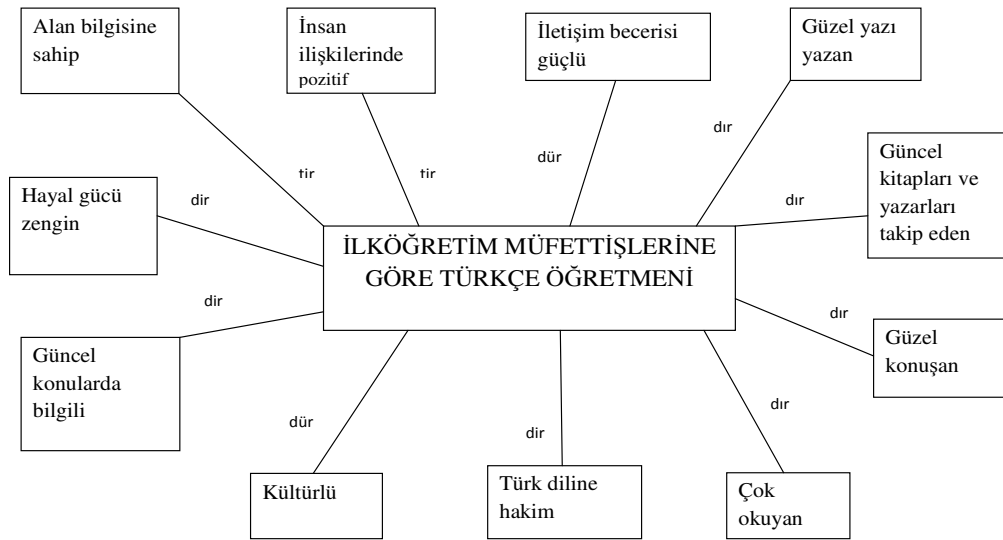 Alan bilgisine
sahip
İnsan
ilişkilerinde
pozitif
İletişim becerisi
güçlü
Güzel yazı
yazan
tir
tir
dür
dır
Hayal gücü
zengin
dir
dır
Güncel
kitapları ve
yazarları
takip eden
İLKÖĞRETİM MÜFETTİŞLERİNE
GÖRE TÜRKÇE ÖĞRETMENİ
dir
dır
Güncel
konularda
bilgili
Güzel
konuşan
dür
dir
dır
Kültürlü
Türk diline
hakim
Çok
okuyan